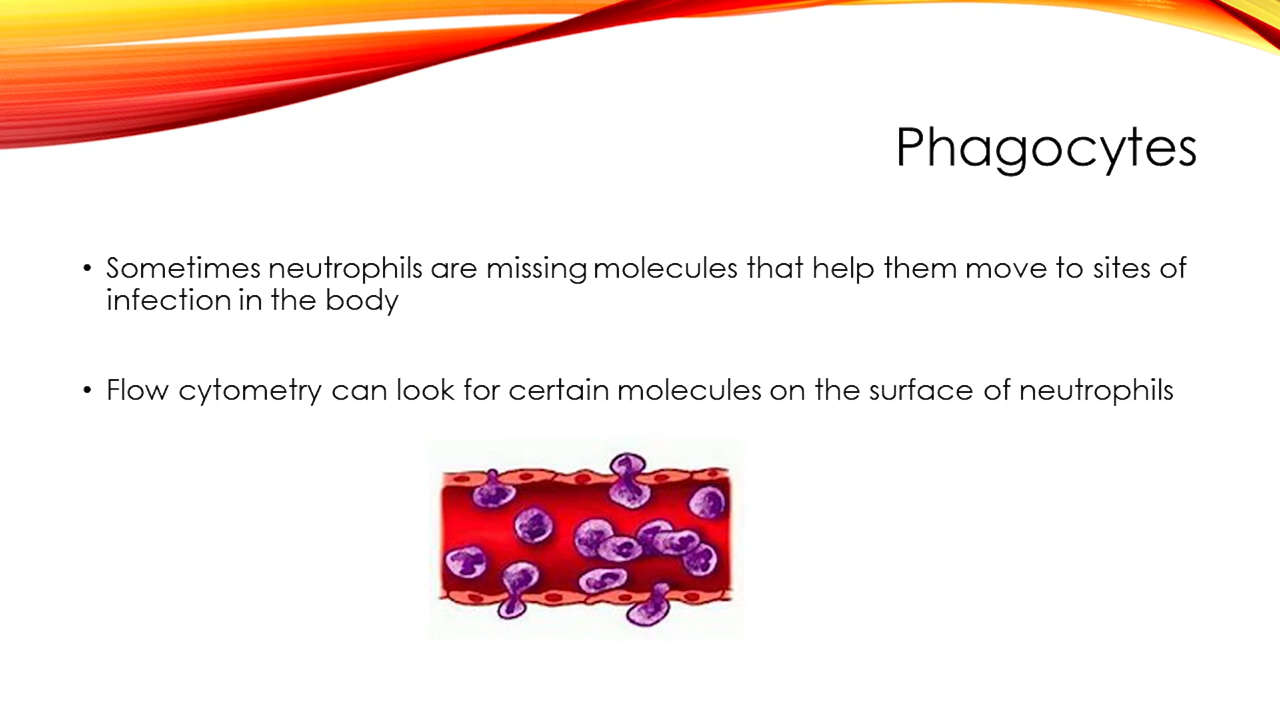 Phagocytes
• Sometimes neutrophils are missing molecules that help them move to sites of
infection in the body
• Flow cytometry can look for certain molecules on the surface of neutrophils